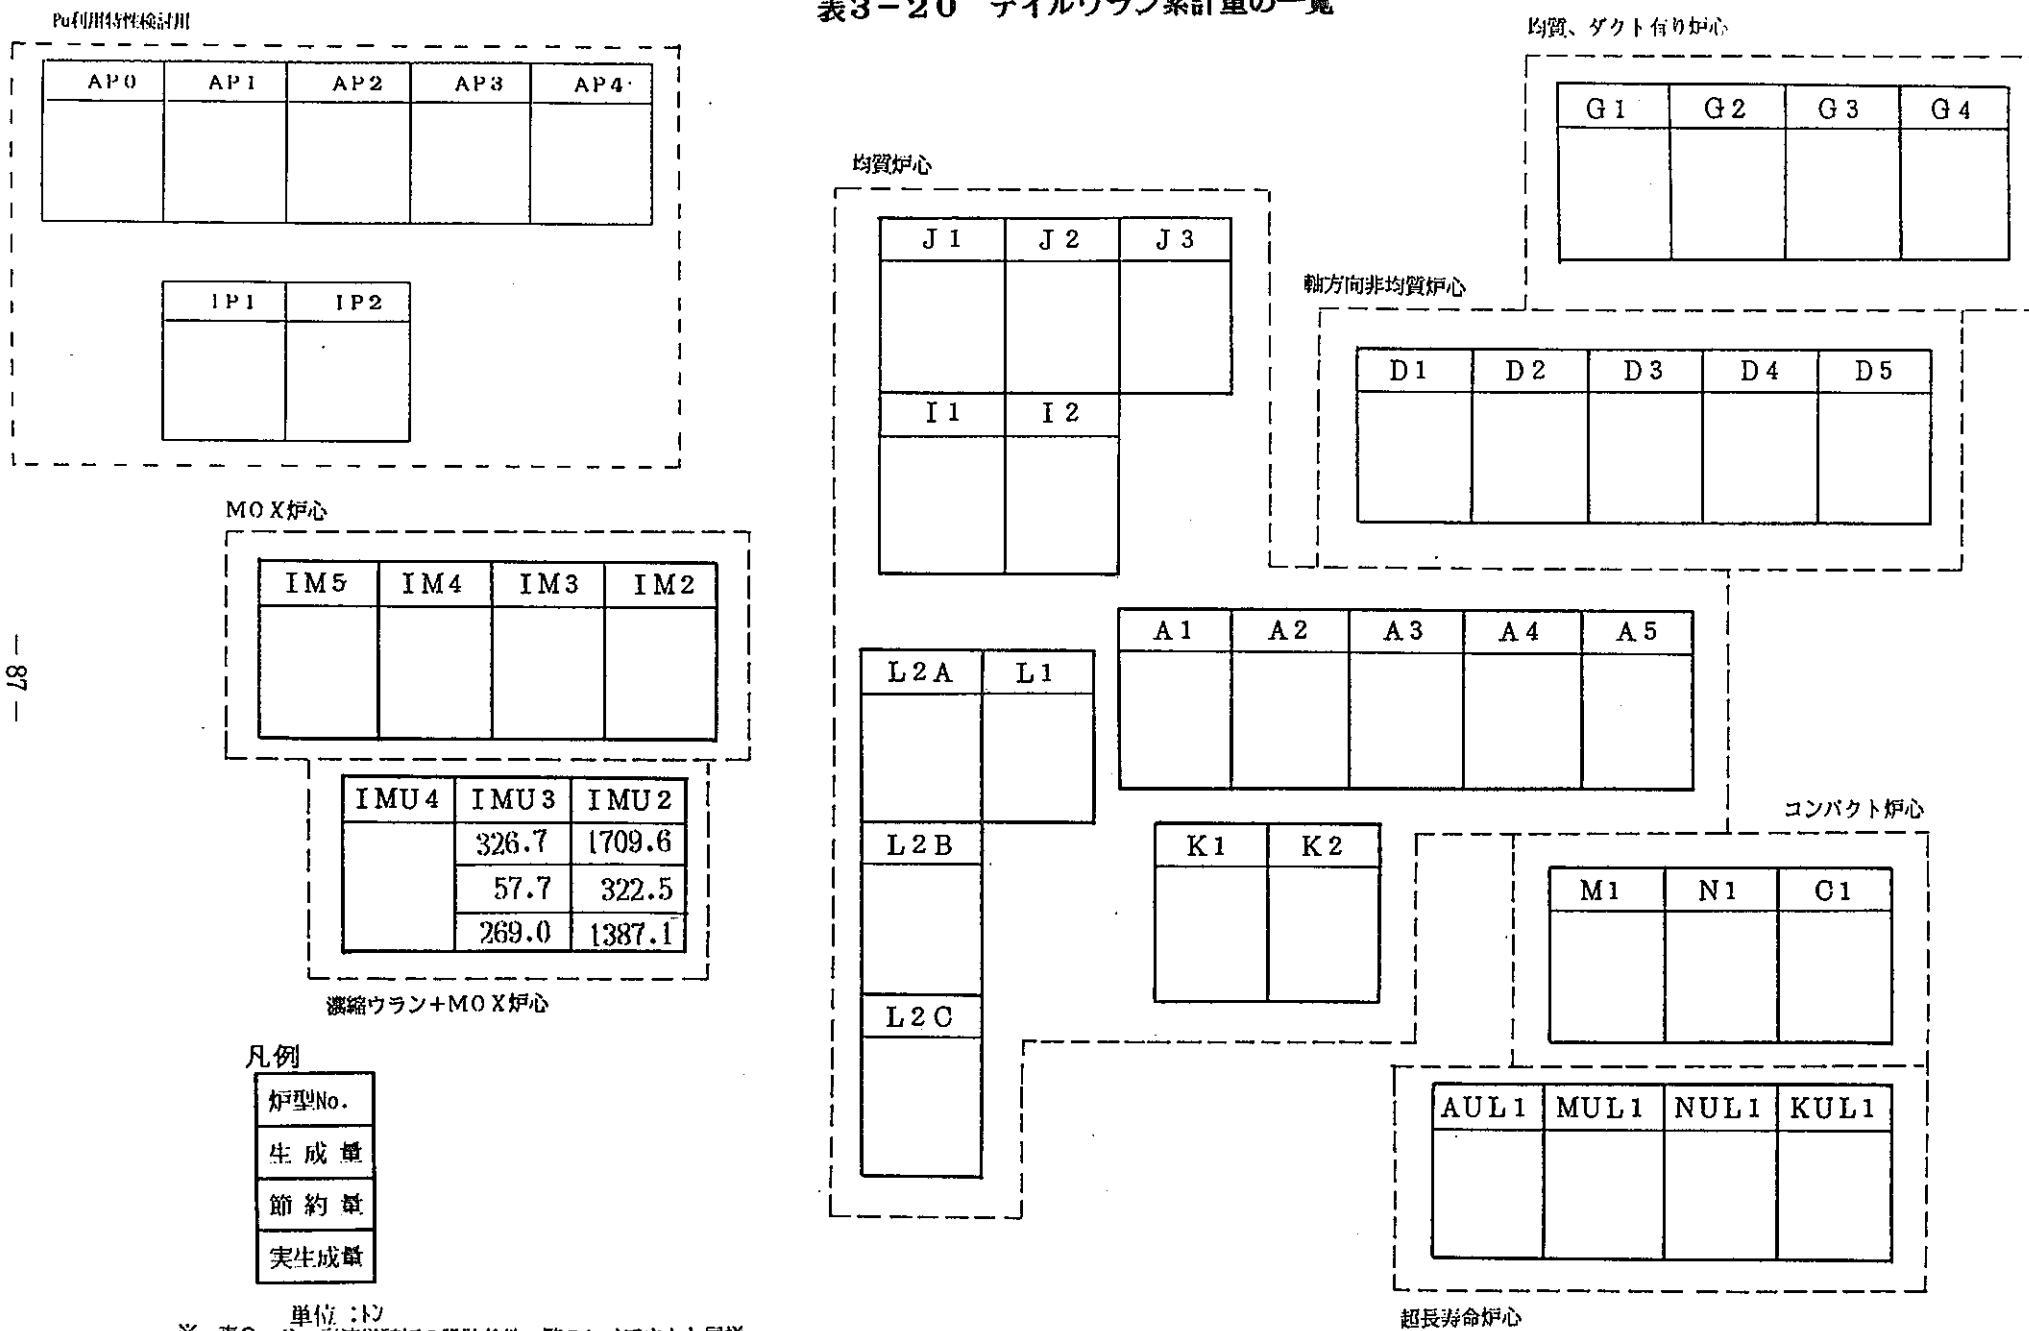 表3-20 テイルウラン累計量の一覧
Pu利用特性検討用
AP0 AP1 AP2 AP3 AP4
IP1 IP2
均質、ダクト有り炉心
G1 G2 G3 G4
均質炉心
J1 J2 J3
I1 I2
軸方向非均質炉心
D1 D2 D3 D4 D5
MOX炉心
IM5 IM4 IM3 IM2
A1 A2 A3 A4 A5
L2A L1
L2B
L2C
K1 K2
IMU4 IMU3 IMU2
326.7 1709.6
57.7 322.5
269.0 1387.1
濃縮ウラン+MOX炉心
コンパクト炉心
M1 N1 C1
AUL1 MUL1 NUL1 KUL1
超長寿命炉心
凡例
炉型No.
生成量
節約量
実生成量
単位:トン
— 87 —